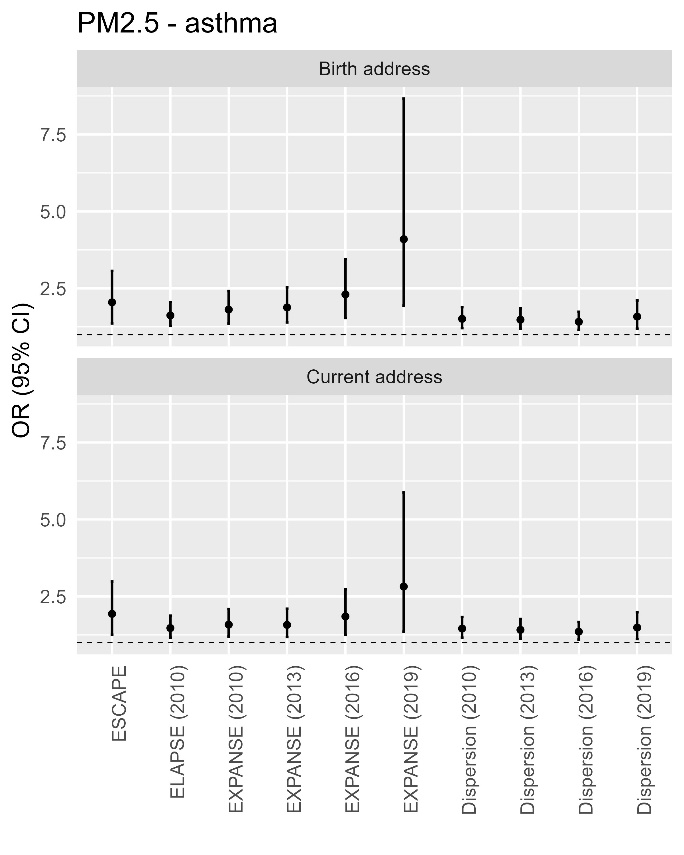 PM2.5 - asthma
Birth address
7.5
5.0
2.5
OR (95% CI)
Current address
7.5
5.0
2.5
ESCAPE
ELAPSE (2010)
EXPANSE (2010)
EXPANSE (2013)
EXPANSE (2016)
EXPANSE (2019)
Dispersion (2010)
Dispersion (2013)
Dispersion (2016)
Dispersion (2019)